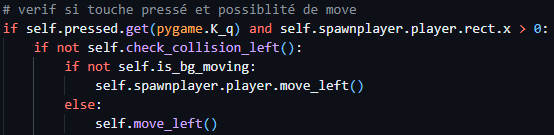 # verif si touche pressé et possiblité de move
if self.pressed.get(pygame.K_q) and self.spawnplayer.player.rect.x > 0:
    if not self.check_collision_left():
        if not self.is_bg_moving:
            self.spawnplayer.player.move_left()
        else:
            self.move_left()